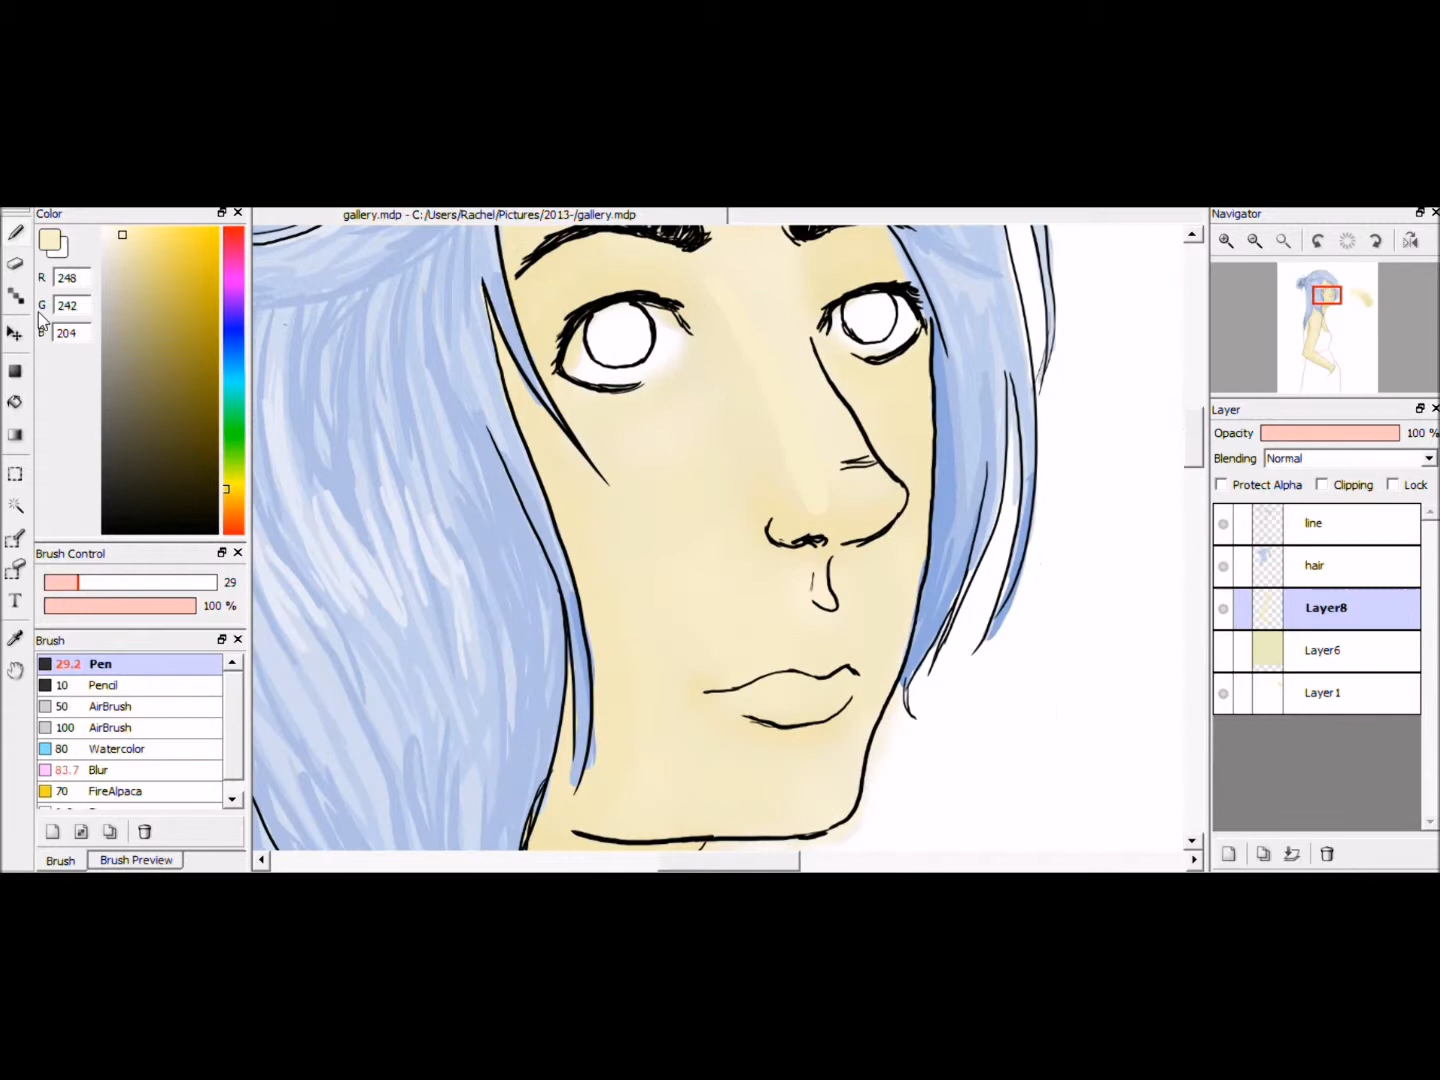 Color
gallery.mdp - C:/Users/Rachel/Pictures/2013-/gallery.mdp
Navigator
R 248
G 242
B 204
Layer
Opacity 100 %
Blending Normal
Protect Alpha Clipping Lock
line
hair
Layer8
Layer6
Layer1
Brush Control
29
100 %
Brush
29.2 Pen
10 Pencil
50 AirBrush
100 AirBrush
80 Watercolor
83.7 Blur
70 FireAlpaca
Brush Brush Preview
T